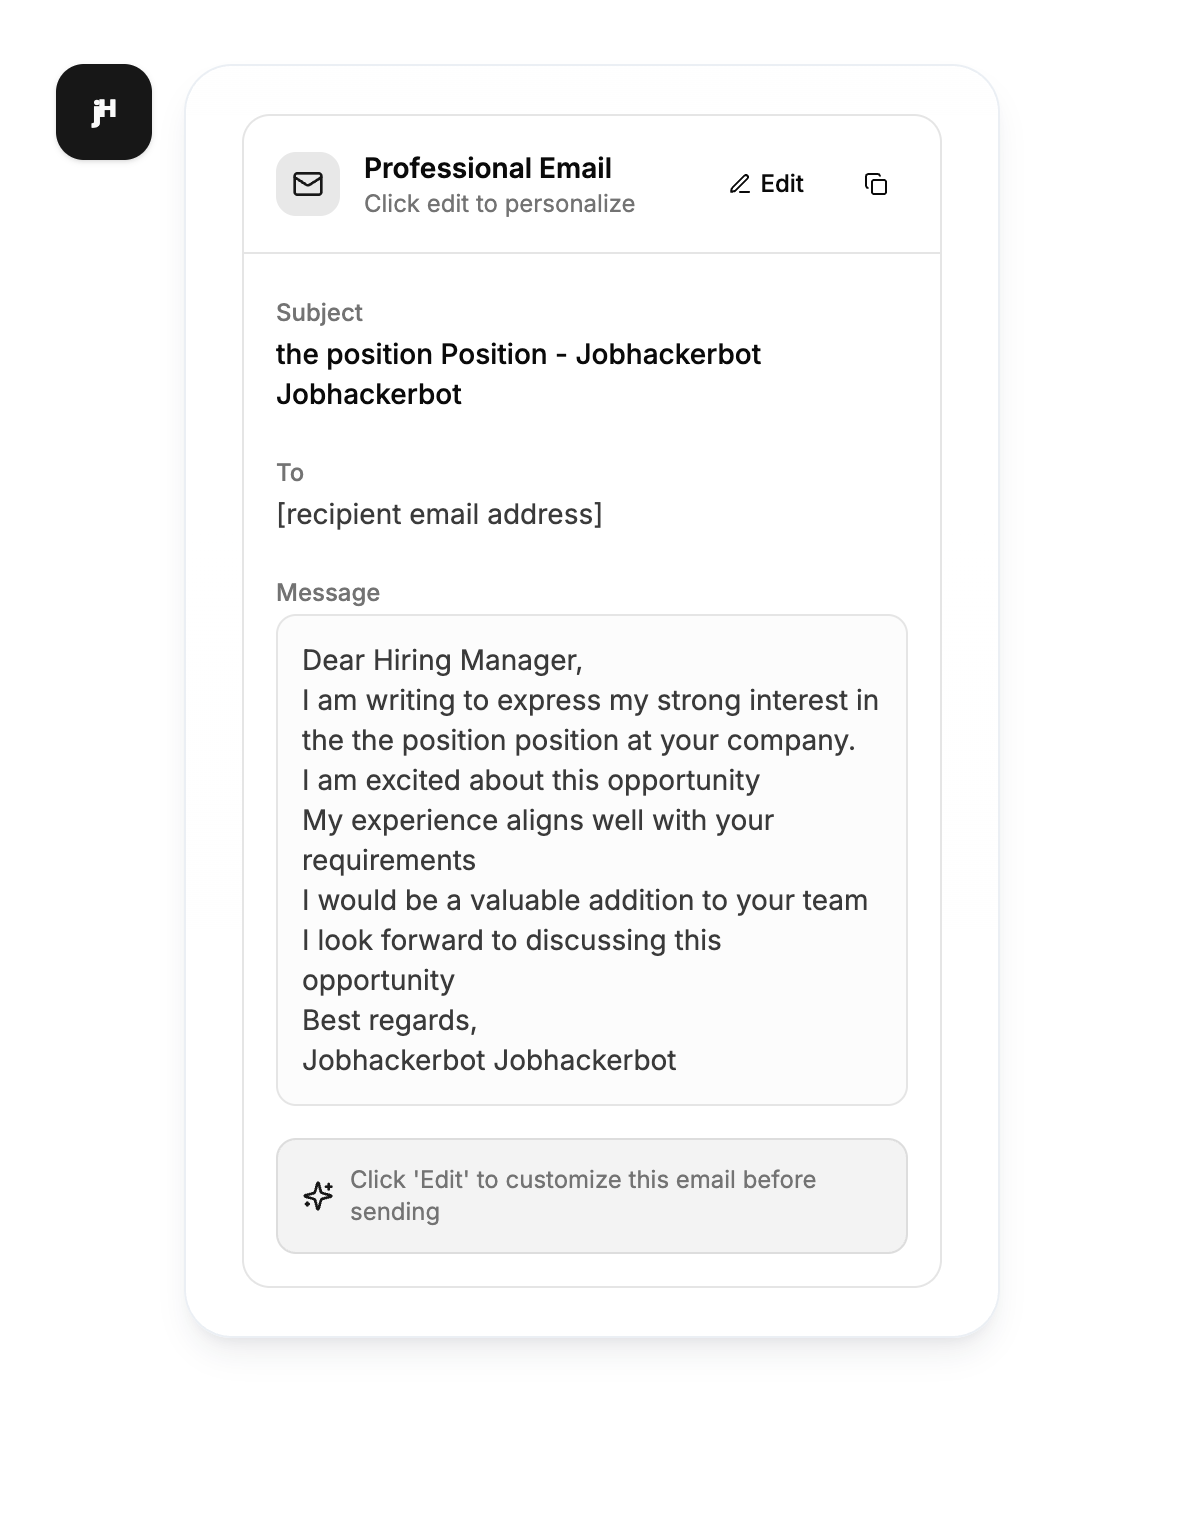 jH
Professional Email
Click edit to personalize
Edit
Subject
the position Position - Jobhackerbot
Jobhackerbot
To
[recipient email address]
Message
Dear Hiring Manager,
I am writing to express my strong interest in
the the position position at your company.
I am excited about this opportunity
My experience aligns well with your
requirements
I would be a valuable addition to your team
I look forward to discussing this
opportunity
Best regards,
Jobhackerbot Jobhackerbot
Click 'Edit' to customize this email before
sending